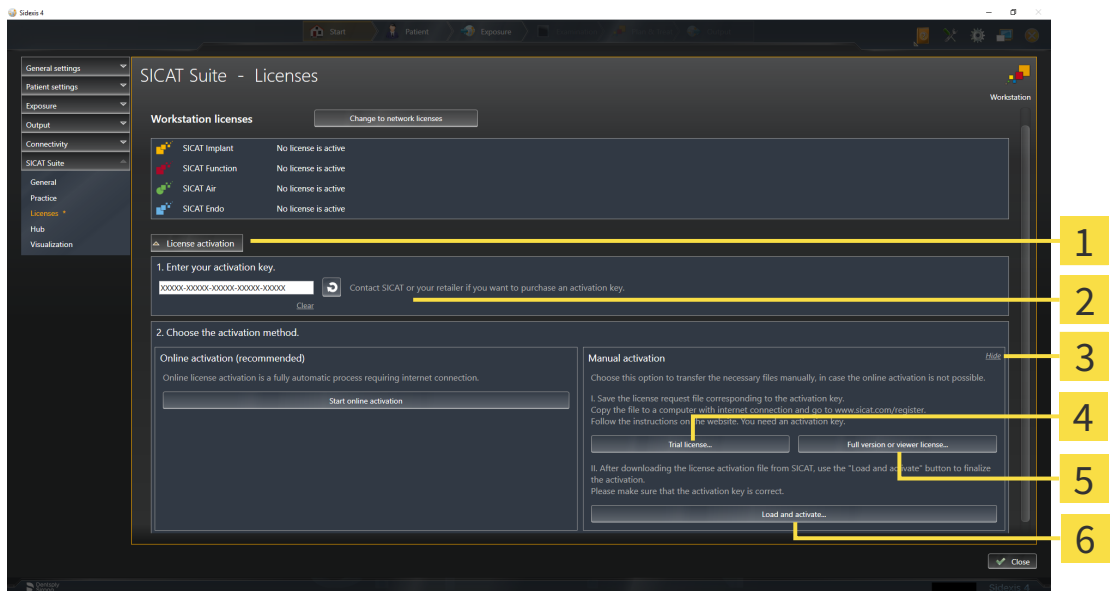 Sidexis 4
Start
Patient
Exposure
General settings
Patient settings
Exposure
Output
Connectivity
SICAT Suite
General
Practice
Licenses *
Hub
Visualization
SICAT Suite - Licenses
Workstation
Workstation licenses
Change to network licenses
SICAT Implant No license is active
SICAT Function No license is active
SICAT Air No license is active
SICAT Endo No license is active
License activation
1. Enter your activation key.
XXXXX-XXXXX-XXXXX-XXXXX-XXXXX
Contact SICAT or your retailer if you want to purchase an activation key.
Clear
2. Choose the activation method.
Online activation (recommended)
Online license activation is a fully automatic process requiring internet connection.
Start online activation
Manual activation
Hide
Choose this option to transfer the necessary files manually, in case the online activation is not possible.
I. Save the license request file corresponding to the activation key.
Copy the file to a computer with internet connection and go to www.sicat.com/register.
Follow the instructions on the website. You need an activation key.
Trial license...
Full version or viewer license...
II. After downloading the license activation file from SICAT, use the "Load and activate" button to finalize
the activation.
Please make sure that the activation key is correct.
Load and activate...
Close
Dentsply
Sirona
Sidexis 4
1
2
3
4
5
6